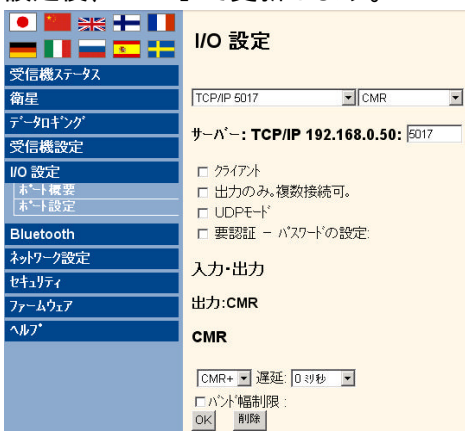 受信機ステータス
衛星
データロギング
受信機設定
I/O 設定
ポート概要
ポート設定
Bluetooth
ネットワーク設定
セキュリティ
ファームウェア
ヘルプ
I/O 設定
TCP/IP 5017 CMR
サーバー: TCP/IP 192.168.0.50: 5017
クライアント
出力のみ。複数接続可。
UDPモード
要認証 － パスワードの設定:
入力・出力
出力:CMR
CMR
CMR+ 遅延: 0 ミリ秒
バンド幅制限 :
OK 削除